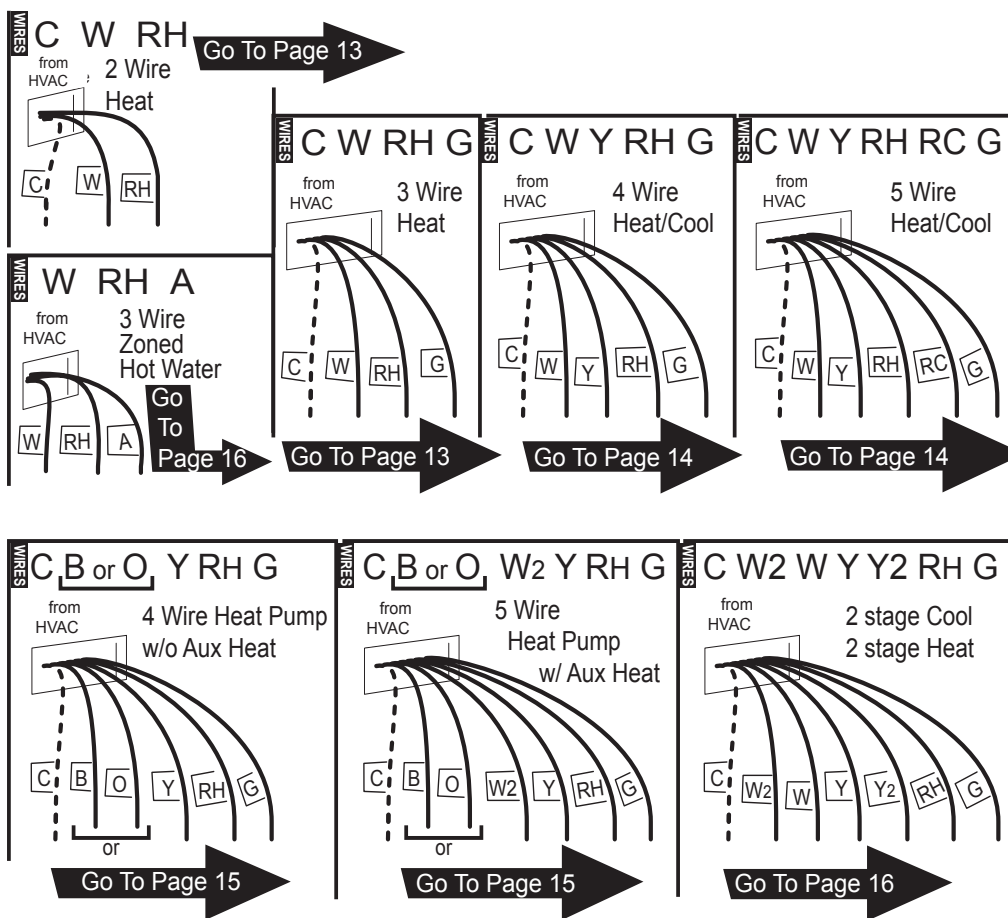 WIRES
C W RH
Go To Page 13
from
HVAC
2 Wire
Heat
C W RH
WIRES
W RH A
from
HVAC
3 Wire
Zoned
Hot Water
Go
To
Page 16
W RH A
WIRES
C W RH G
from
HVAC
3 Wire
Heat
C W RH G
Go To Page 13
WIRES
C W Y RH G
from
HVAC
4 Wire
Heat/Cool
C W Y RH G
Go To Page 14
WIRES
C W Y RH RC G
from
HVAC
5 Wire
Heat/Cool
C W Y RH RC G
Go To Page 14
WIRES
C B or O Y RH G
from
HVAC
4 Wire Heat Pump
w/o Aux Heat
C B O Y RH G
or
Go To Page 15
WIRES
C B or O W2 Y RH G
from
HVAC
5 Wire
Heat Pump
w/ Aux Heat
C B O W2 Y RH G
or
Go To Page 15
WIRES
C W2 W Y Y2 RH G
from
HVAC
2 stage Cool
2 stage Heat
C W2 W Y Y2 RH G
Go To Page 16